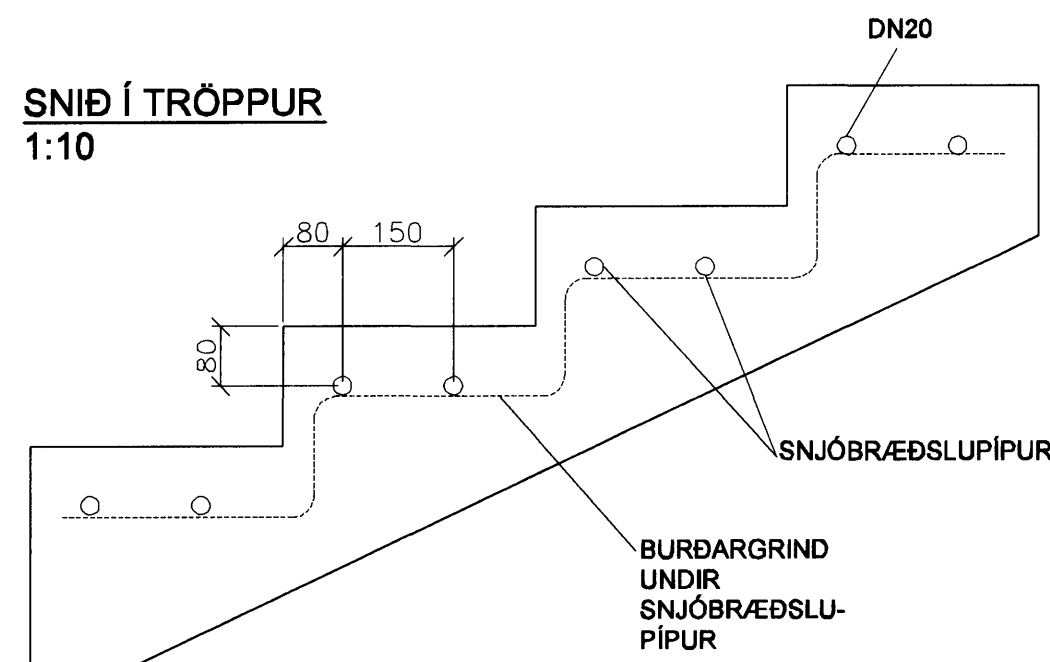 DN20
SNIÐ Í TRÖPPUR
1:10
80 150
80
SNJÓBRÆÐSLUPÍPUR
BURÐARGRIND
UNDIR
SNJÓBRÆÐSLU-
PÍPUR